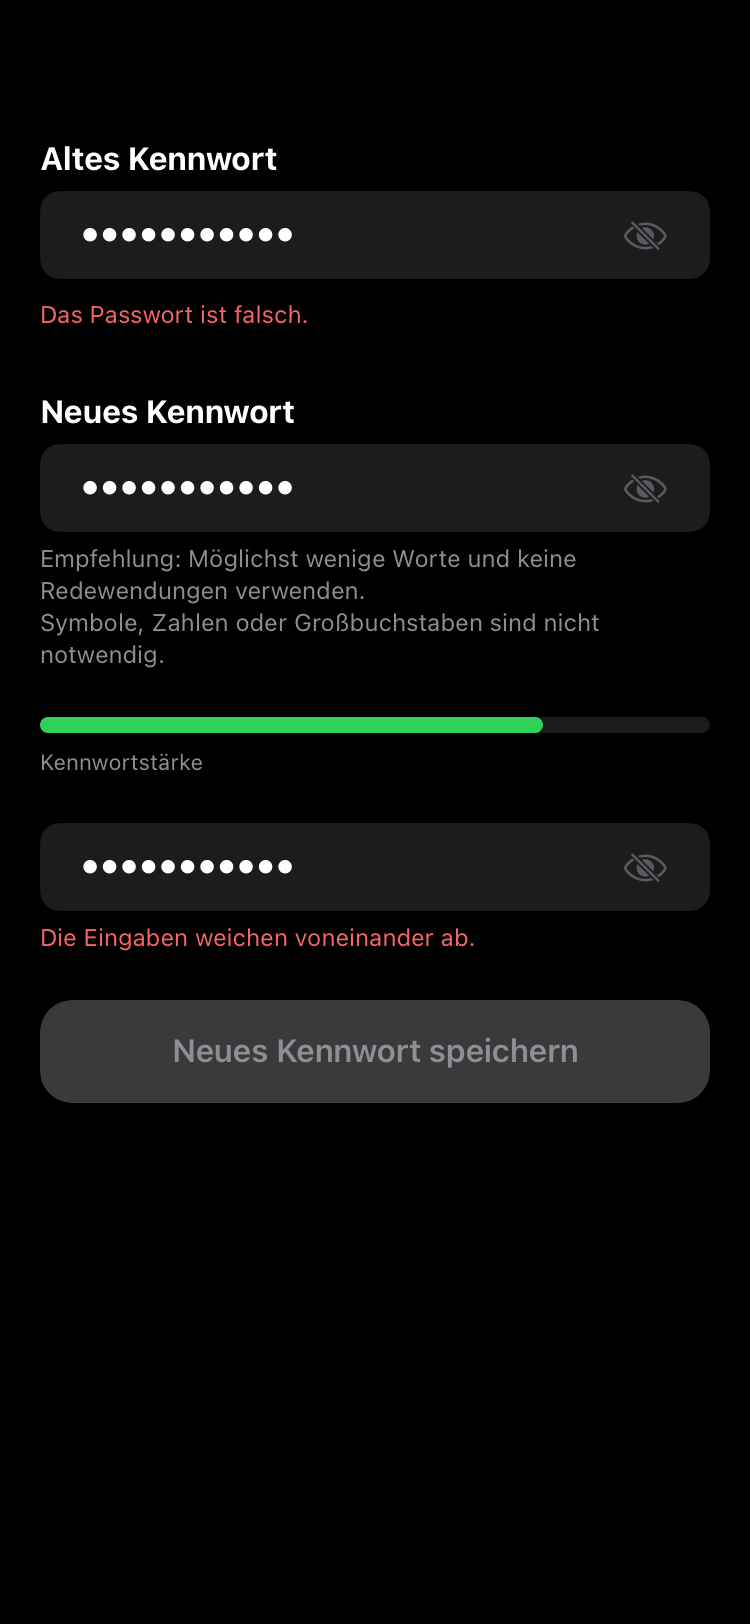 Altes Kennwort
•••••••••••
Das Passwort ist falsch.
Neues Kennwort
•••••••••••
Empfehlung: Möglichst wenige Worte und keine
Redewendungen verwenden.
Symbole, Zahlen oder Großbuchstaben sind nicht
notwendig.
Kennwortstärke
•••••••••••
Die Eingaben weichen voneinander ab.
Neues Kennwort speichern